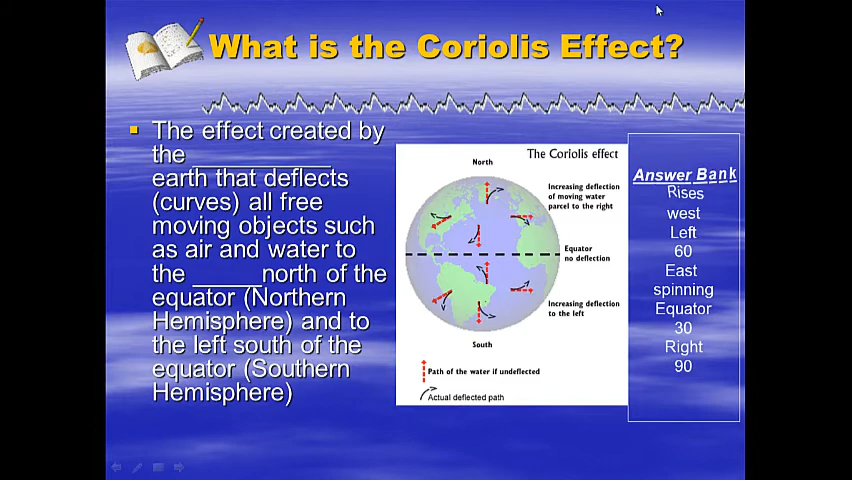 What is the Coriolis Effect?
The effect created by
the ___________
earth that deflects
(curves) all free
moving objects such
as air and water to
the _____north of the
equator (Northern
Hemisphere) and to
the left south of the
equator (Southern
Hemisphere)
The Coriolis effect
North
Increasing deflection
of moving water
parcel to the right
Equator
no deflection
Increasing deflection
to the left
South
Path of the water if undeflected
Actual deflected path
Answer Bank
Rises
west
Left
60
East
spinning
Equator
30
Right
90